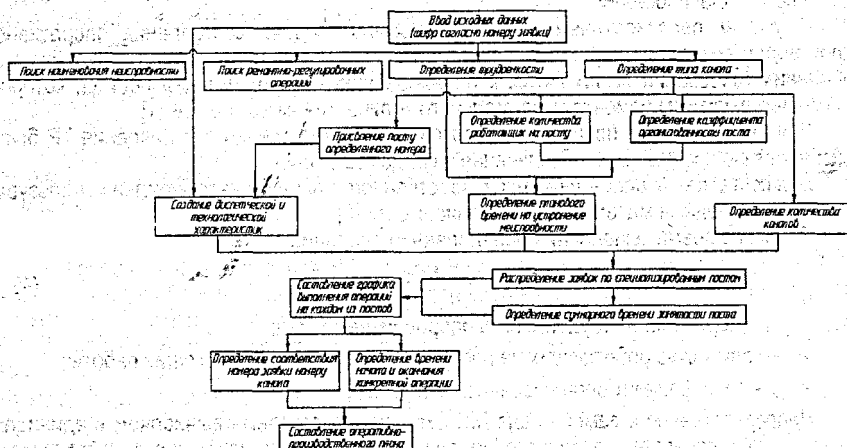 Ввод исходных данных
(шифр согласно номеру заявки)
Поиск наименования неисправности
Поиск ремонтно-регулировочных
операций
Определение трудоемкости
Определение типа канала
Присвоение посту
определенного номера
Определение количества
работающих на посту
Определение коэффициента
организованности поста
Создание диспетческой и
технологической
характеристик
Определение планового
времени на устранение
неисправности
Определение количества
каналов
Составление графика
выполнения операций
на каждом из постов
Распределение заявок по специализированным постам
Определение суммарного времени занятости поста
Определение соответствия
номера заявки номеру
канала
Определение времени
начала и окончания
конкретной операции
Составление оперативно-
производственного плана